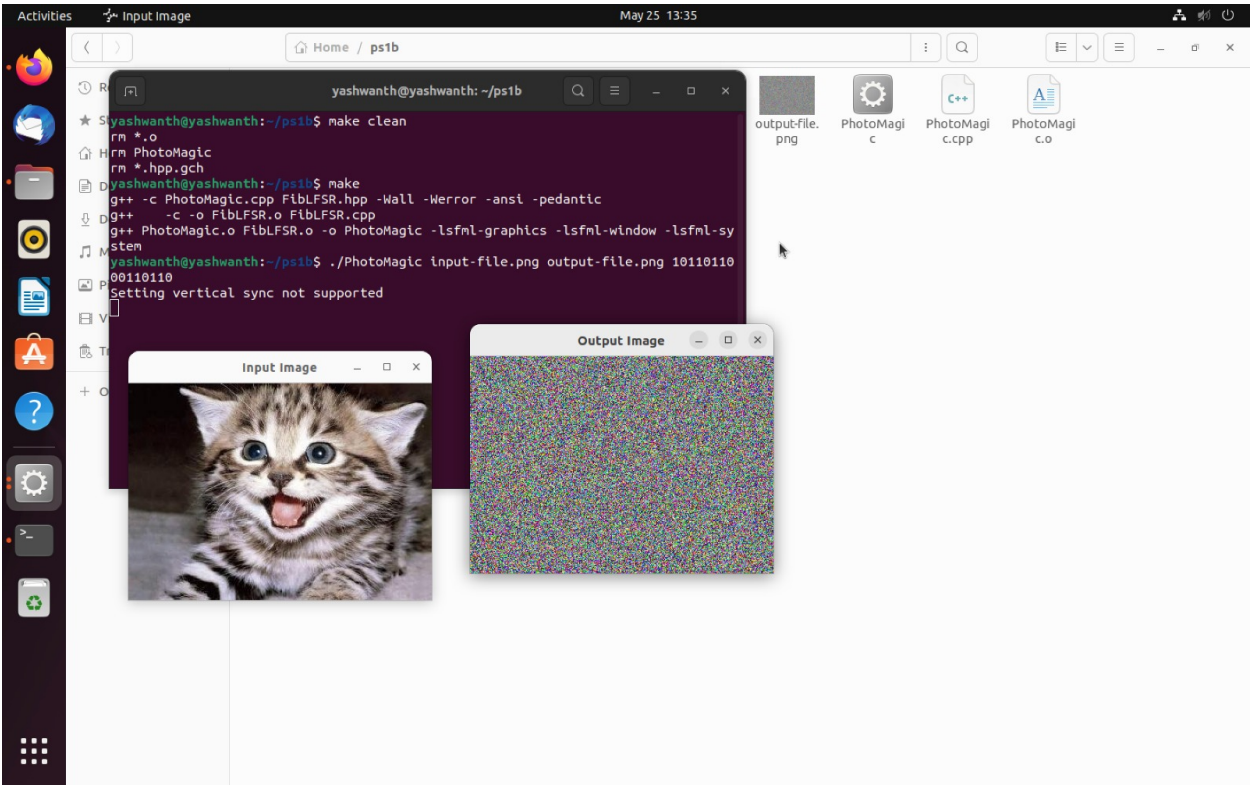 Activities
Input Image
May 25 13:35
Home / ps1b
yashwanth@yashwanth: ~/ps1b
yashwanth@yashwanth:~/ps1b$ make clean
rm *.o
rm PhotoMagic
rm *.hpp.gch
yashwanth@yashwanth:~/ps1b$ make
g++ -c PhotoMagic.cpp FibLFSR.hpp -Wall -Werror -ansi -pedantic
g++ -c -o FibLFSR.o FibLFSR.cpp
g++ PhotoMagic.o FibLFSR.o -o PhotoMagic -lsfml-graphics -lsfml-window -lsfml-sy
stem
yashwanth@yashwanth:~/ps1b$ ./PhotoMagic input-file.png output-file.png 10110110
00110110
Setting vertical sync not supported
output-file.
png
PhotoMagi
c
C++
PhotoMagi
c.cpp
A
PhotoMagi
c.o
Input Image
Output Image